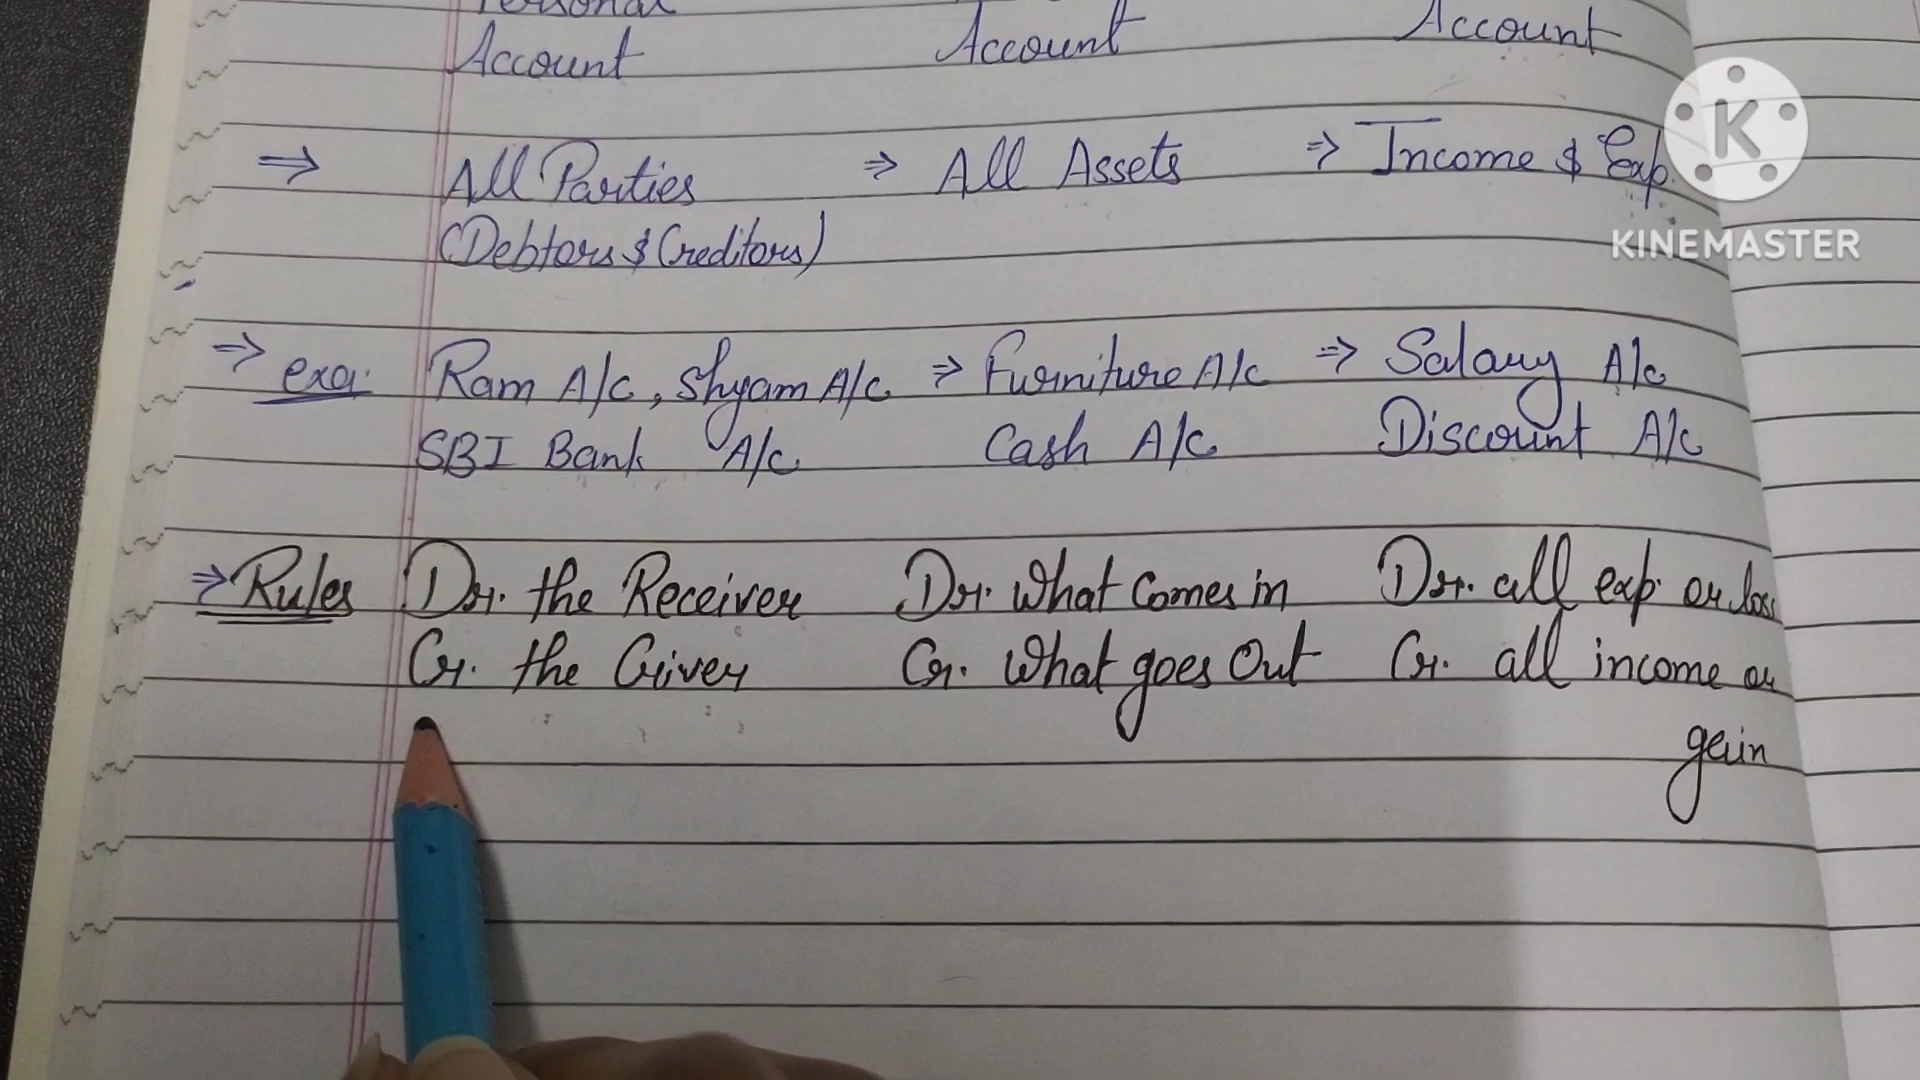 Personal
Account Account Account
⇒ All Parties ⇒ All Assets ⇒ Income & Exp.
(Debtors & Creditors)
⇒ exa. Ram A/c, Shyam A/c ⇒ Furniture A/c ⇒ Salary A/c
SBI Bank A/c Cash A/c Discount A/c
⇒ Rules Dr. the Receiver Dr. What Comes in Dr. all exp. or loss
Cr. the Giver Cr. What goes Out Cr. all income or
gain
K
KINEMASTER